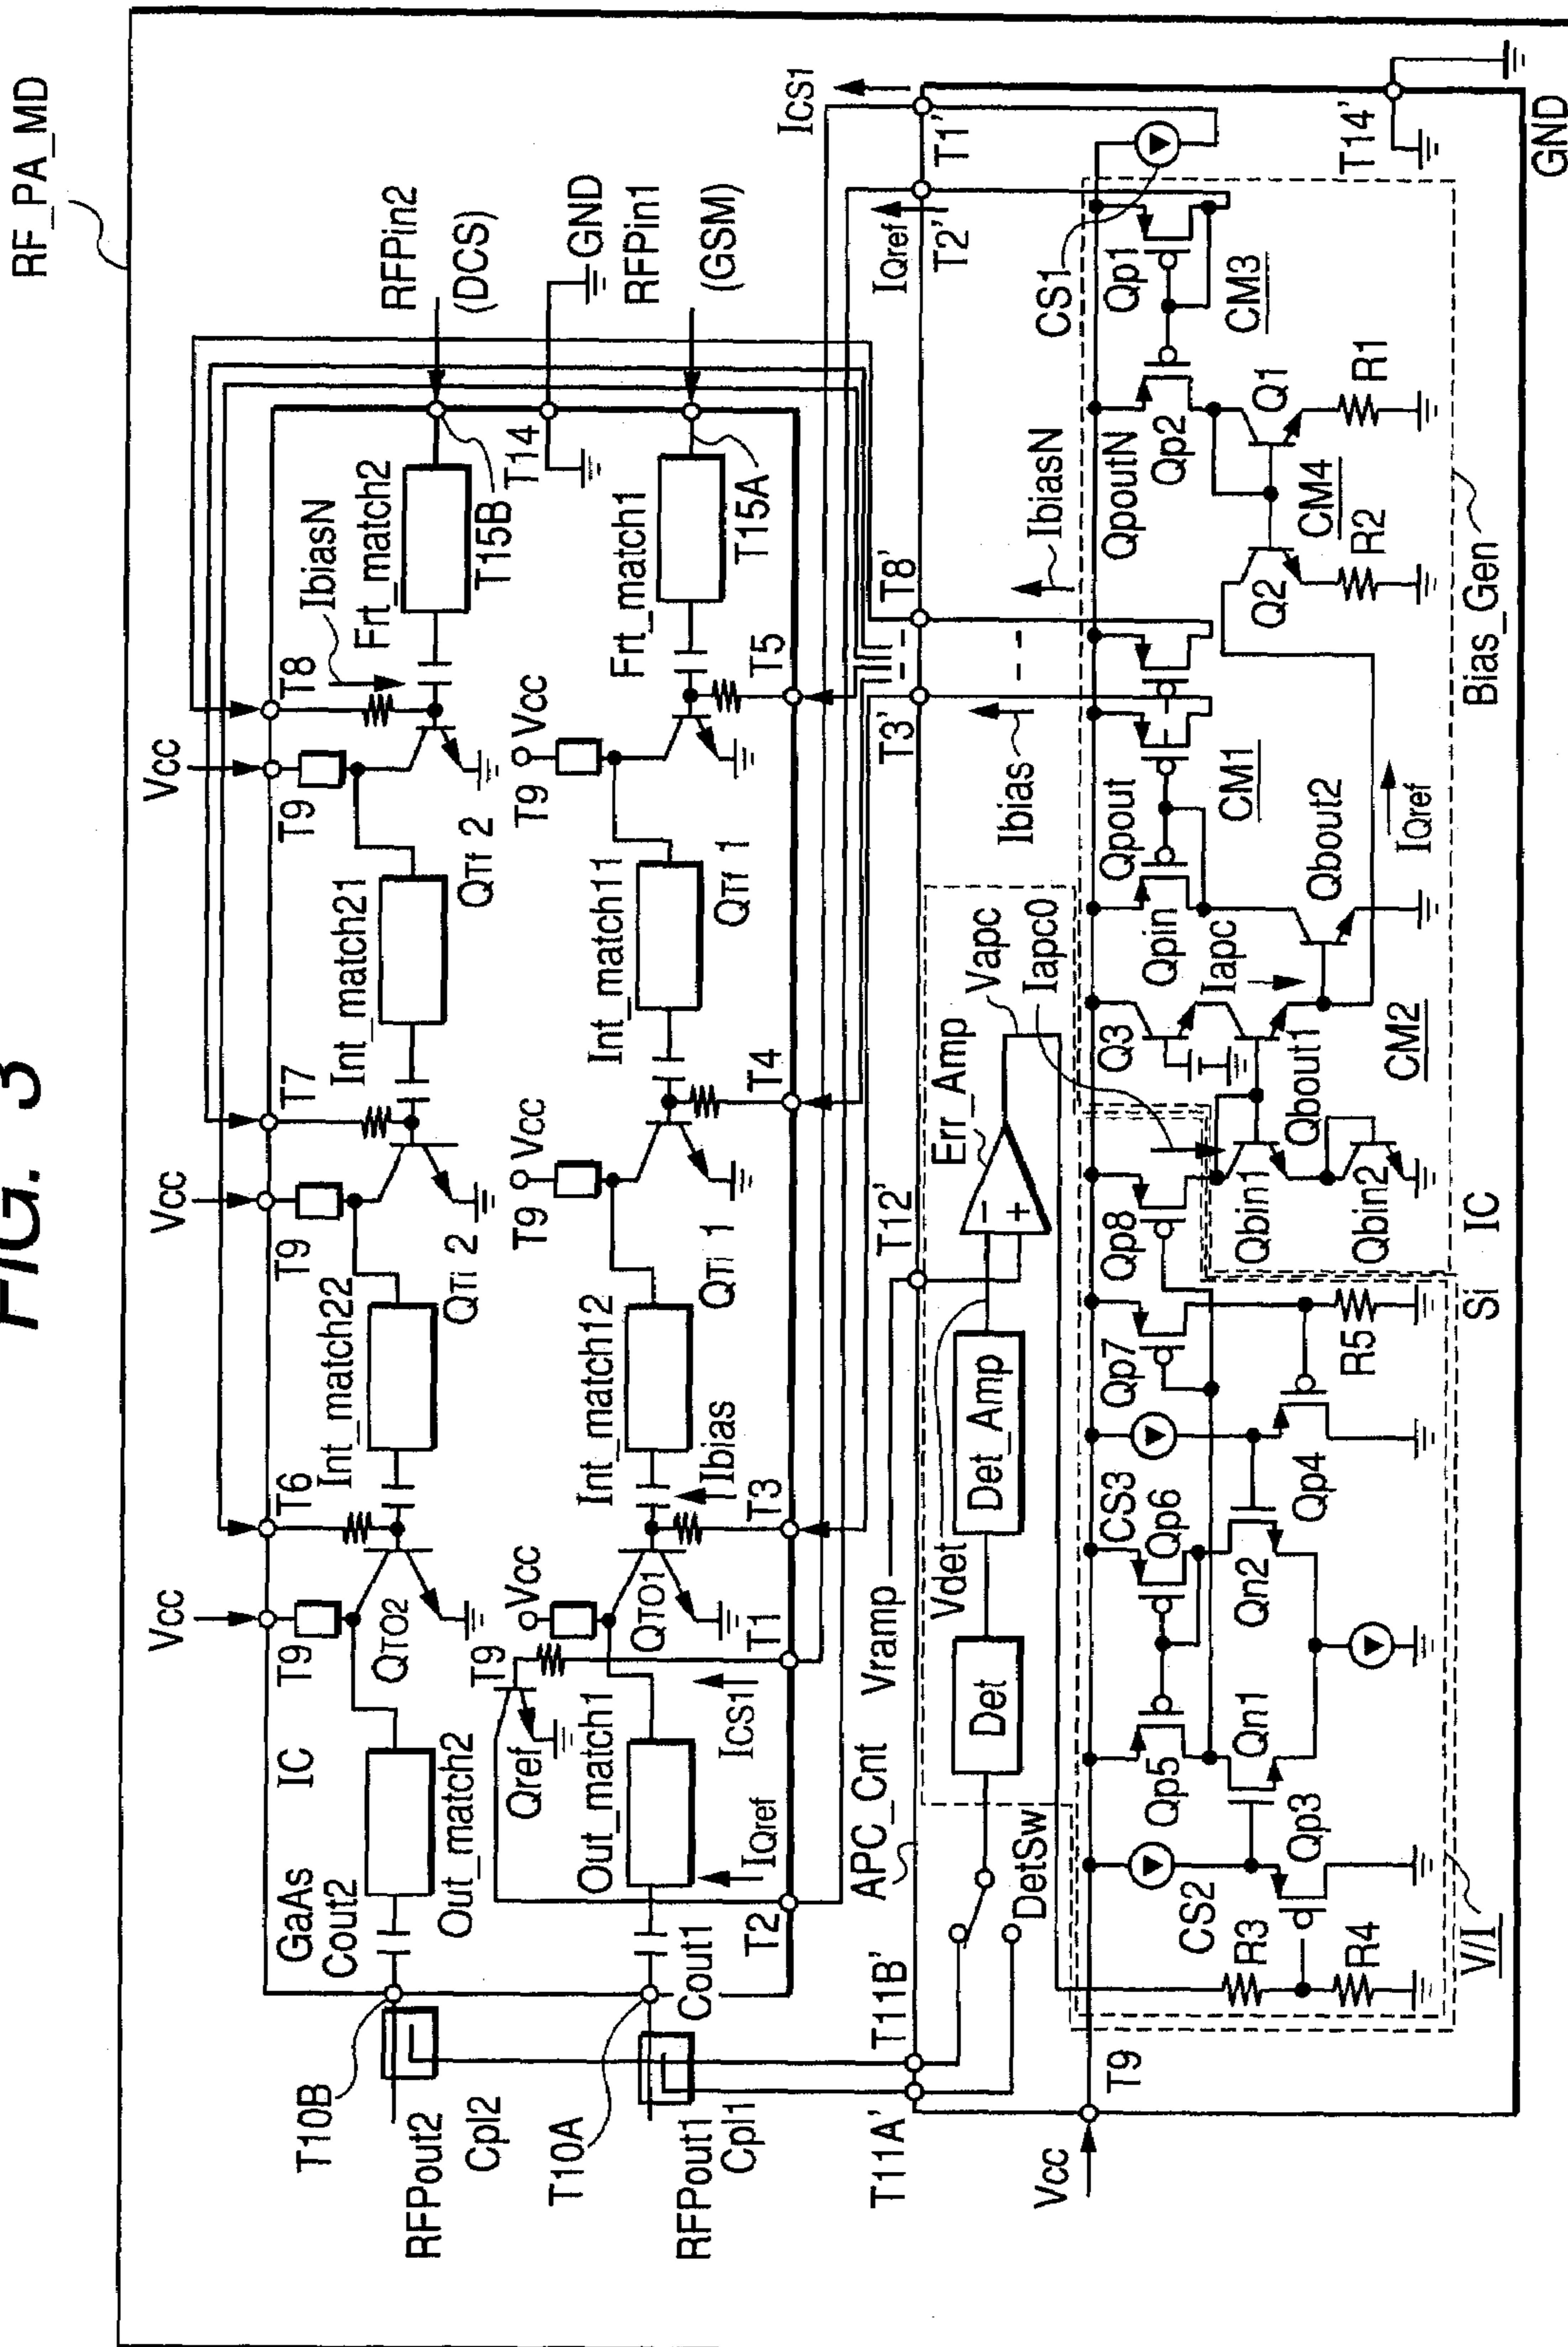 FIG. 3
RF_PA_MD
Vcc
Vcc
Vcc
T9
T6
T9
T7
T9
T8
IbiasN
RFPin2
(DCS)
GaAs
IC
Cout2
Int_match22
Int_match21
Frt_match2
T10B
Out_match2
QTO2
QTi 2
QTf 2
T15B
T14
GND
RFPout2
Cpl2
Qref
T9
Vcc
T9
Vcc
T9
Vcc
RFPin1
(GSM)
T10A
Out_match1
QTO1
Int_match12
Int_match11
Frt_match1
Ibias
QTi 1
QTf 1
T15A
RFPout1
Cpl1
Cout1
IQref
ICS1
T2
T1
T3
T4
T5
APC_Cnt
Vramp
T11A'
T11B'
T12'
T3'
T8'
T2'
T1'
IQref
ICS1
DetSw
Det
Vdet
Det_Amp
Err_Amp
Vapc
Iapc0
Ibias
IbiasN
CS1
Vcc
T9
CS2
Qp5
CS3
Qp6
Qp7
Qp8
Q3
Qpin
Qpout
QpoutN
Qp2
Qp1
T14'
R3
Qp3
Qn1
Qn2
Iapc
CM1
CM3
Qbin1
Qbout1
Qbout2
Q2
CM4
Q1
R4
Qp4
R5
Qbin2
CM2
IQref
R2
R1
V/I
Si
IC
Bias_Gen
GND